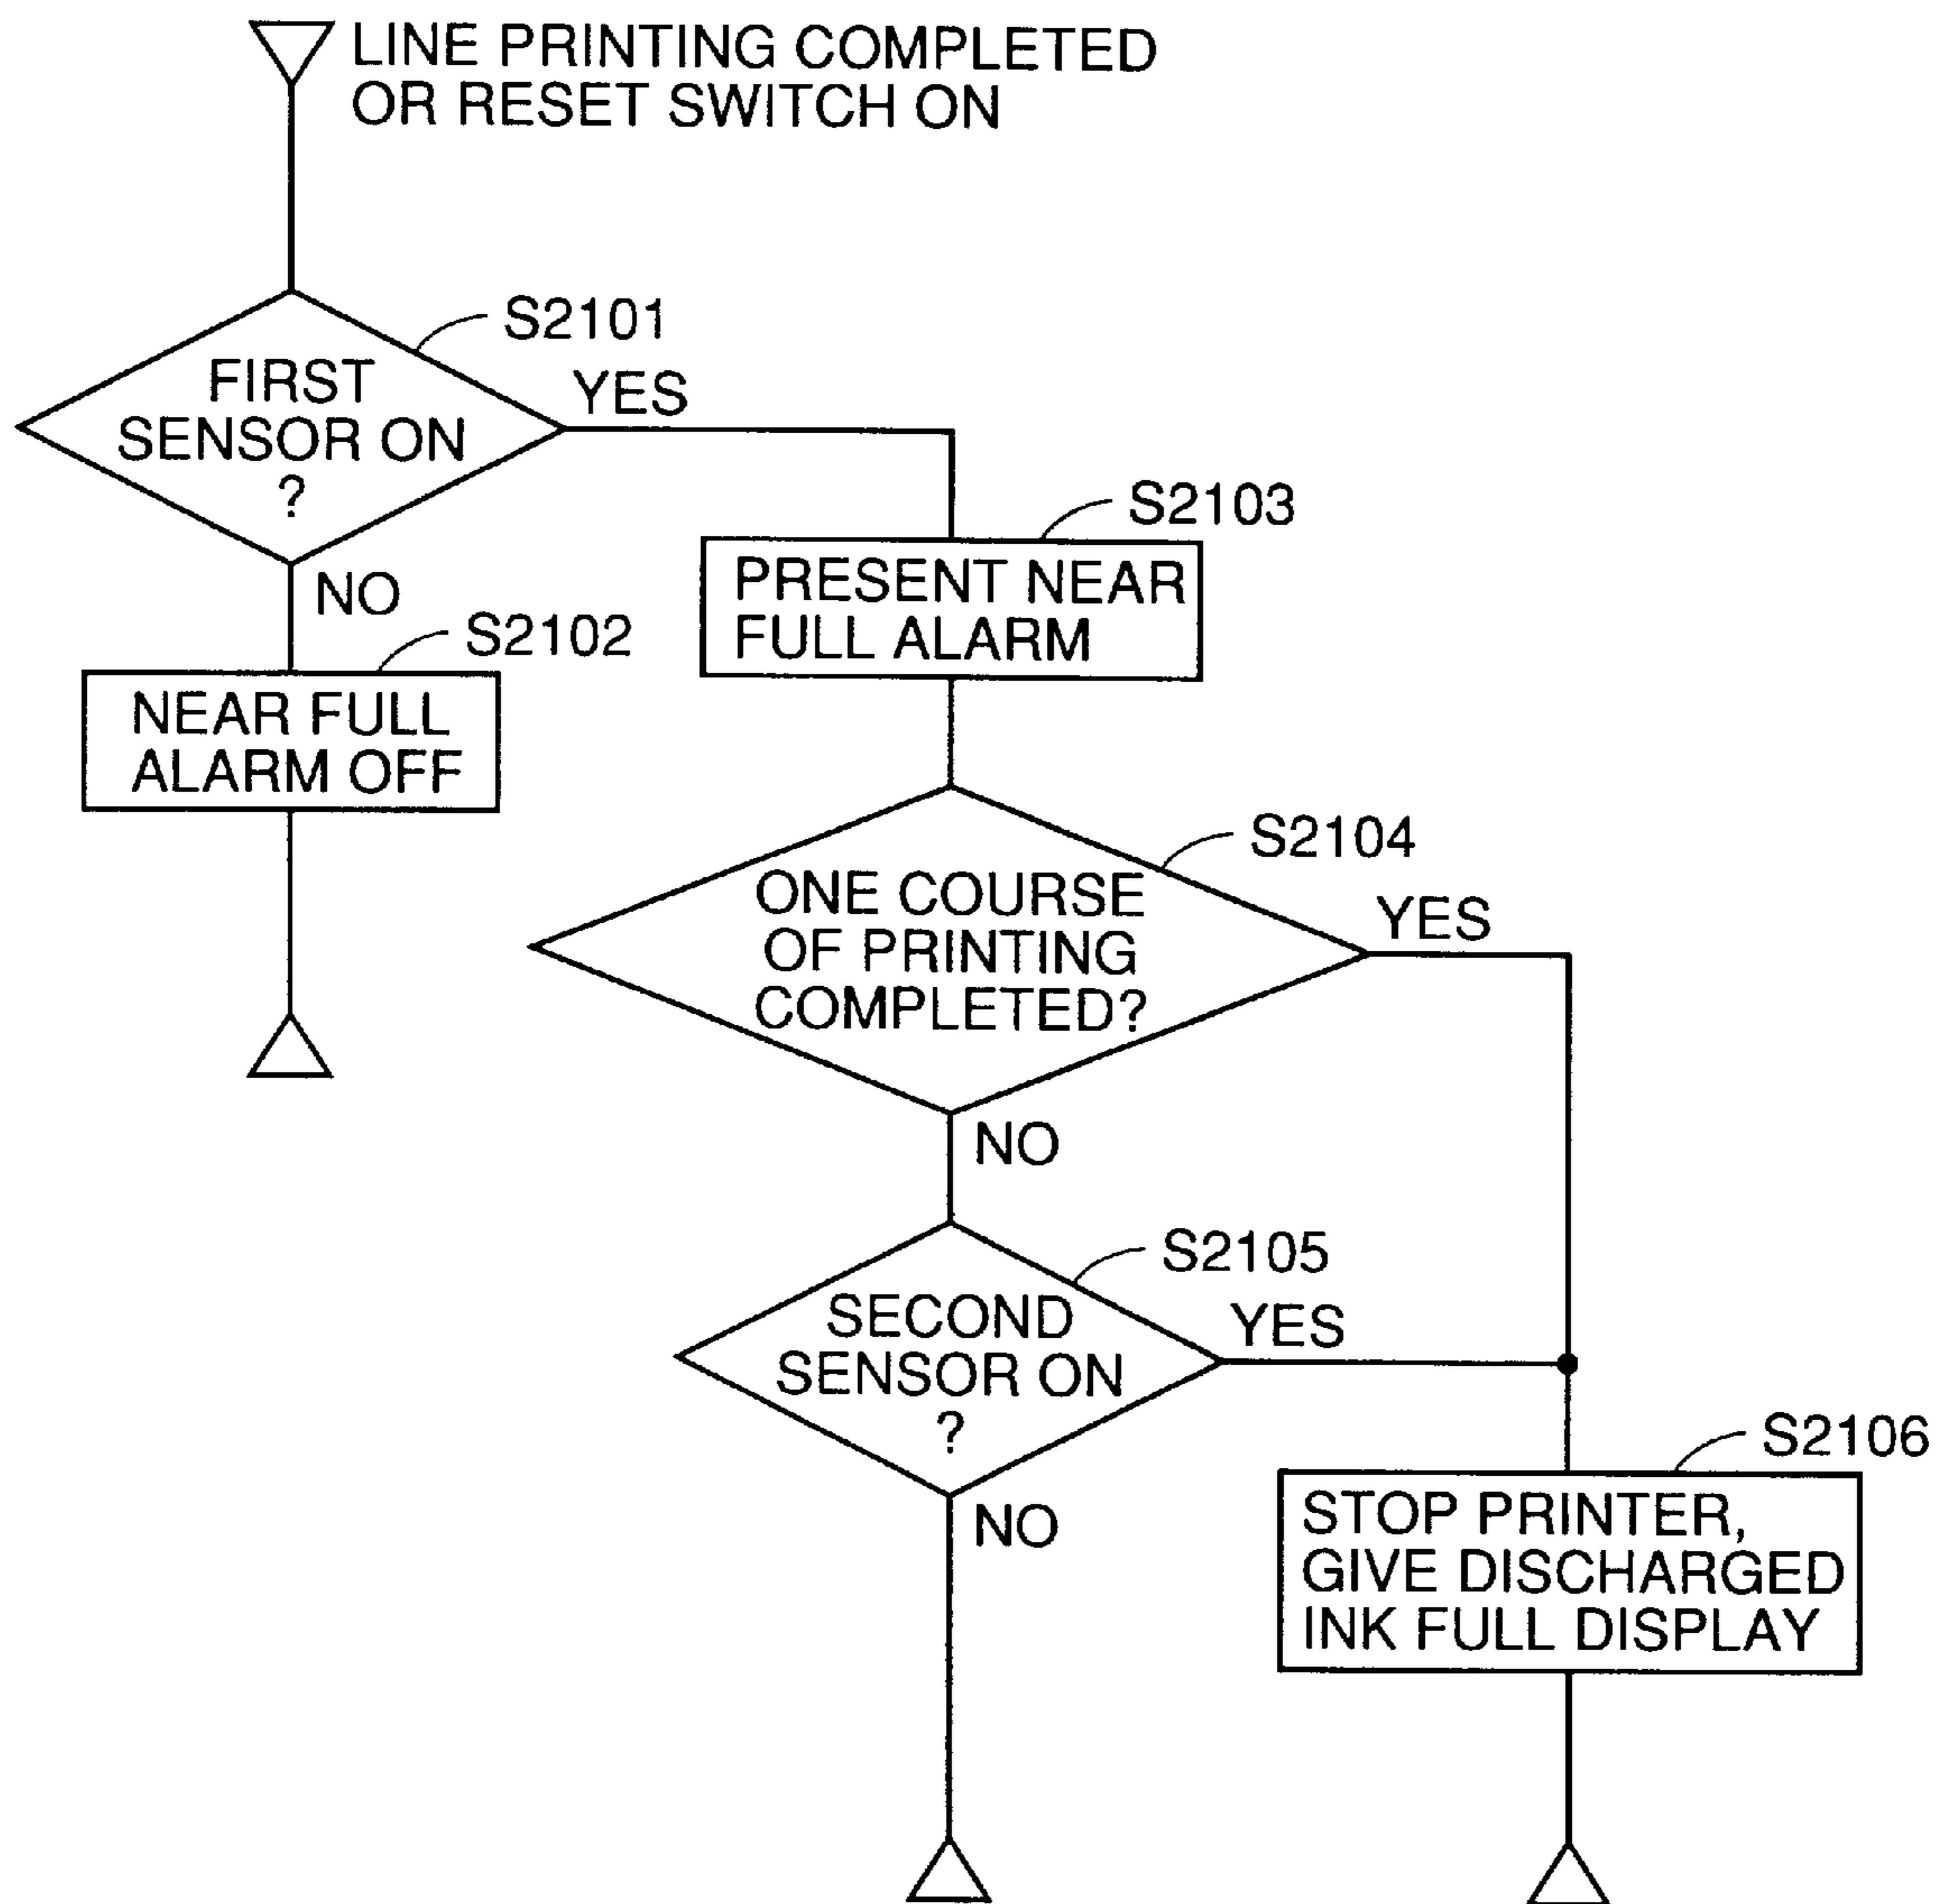 LINE PRINTING COMPLETED
OR RESET SWITCH ON
S2101
FIRST
SENSOR ON
?
YES
NO
S2102
NEAR FULL
ALARM OFF
S2103
PRESENT NEAR
FULL ALARM
S2104
ONE COURSE
OF PRINTING
COMPLETED?
YES
NO
S2105
SECOND
SENSOR ON
?
YES
NO
S2106
STOP PRINTER,
GIVE DISCHARGED
INK FULL DISPLAY